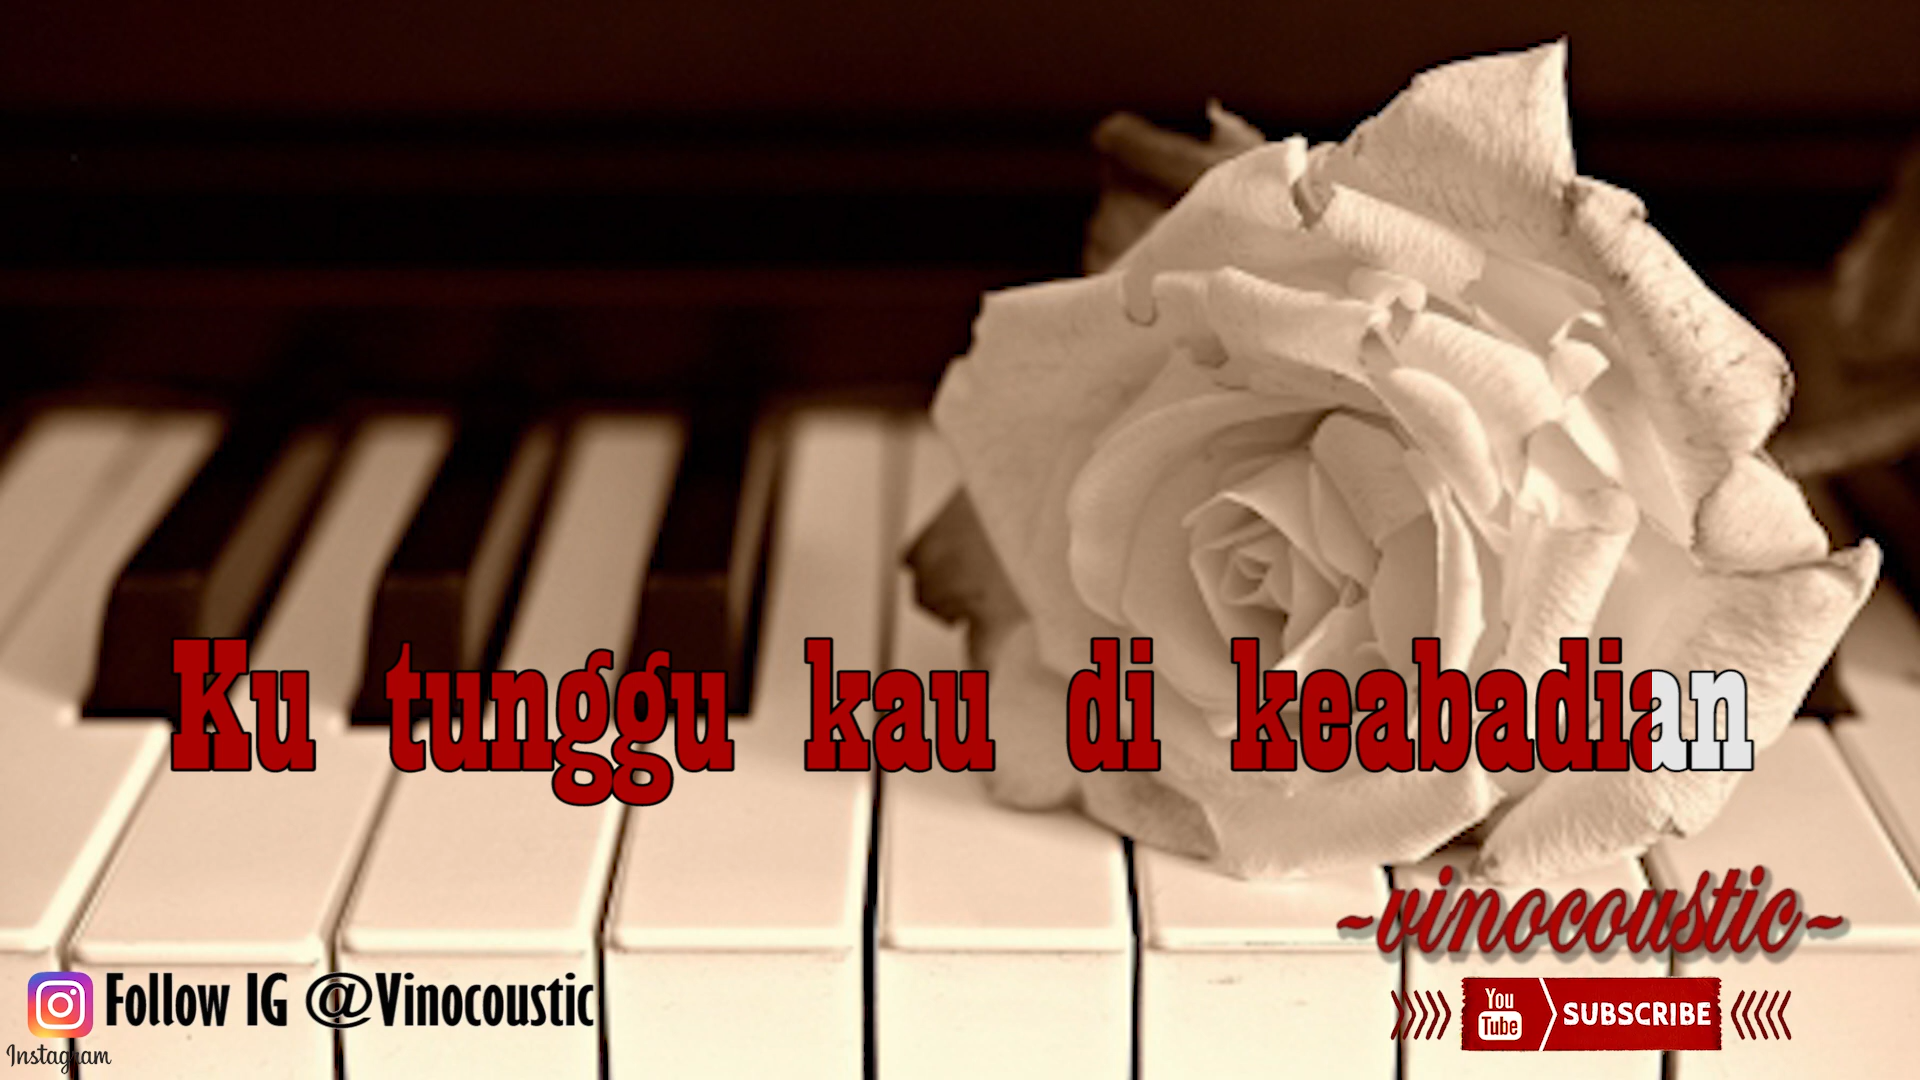 Ku tunggu kau di keabadian
~vinocoustic~
Follow IG @Vinocoustic
Instagram
You
Tube
SUBSCRIBE